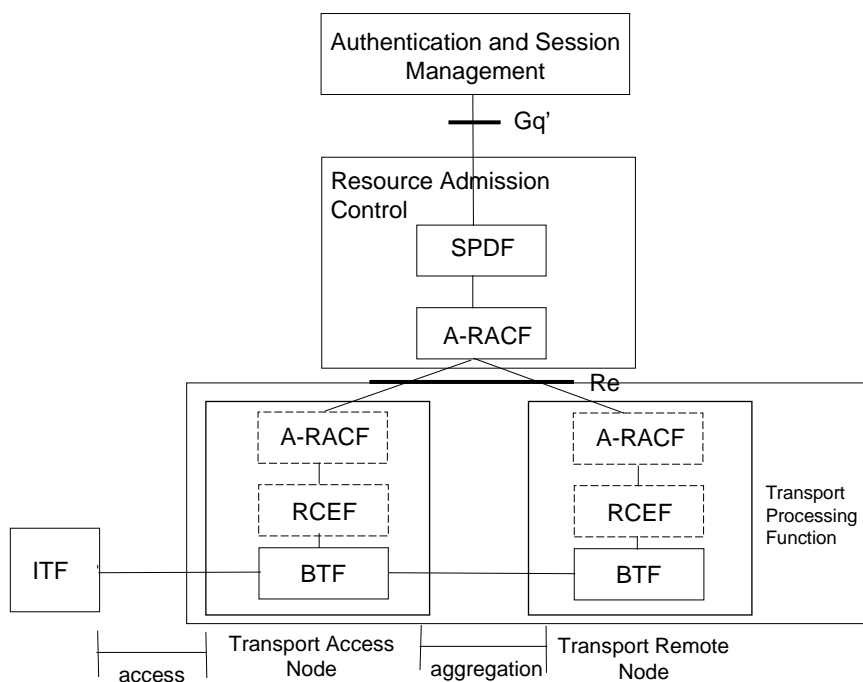 Authentication and Session
Management
Gq’
Resource Admission
Control
SPDF
A-RACF
Re
A-RACF
A-RACF
RCEF
RCEF
Transport
Processing
Function
ITF
BTF
BTF
Transport Access
Node
Transport Remote
Node
access
aggregation